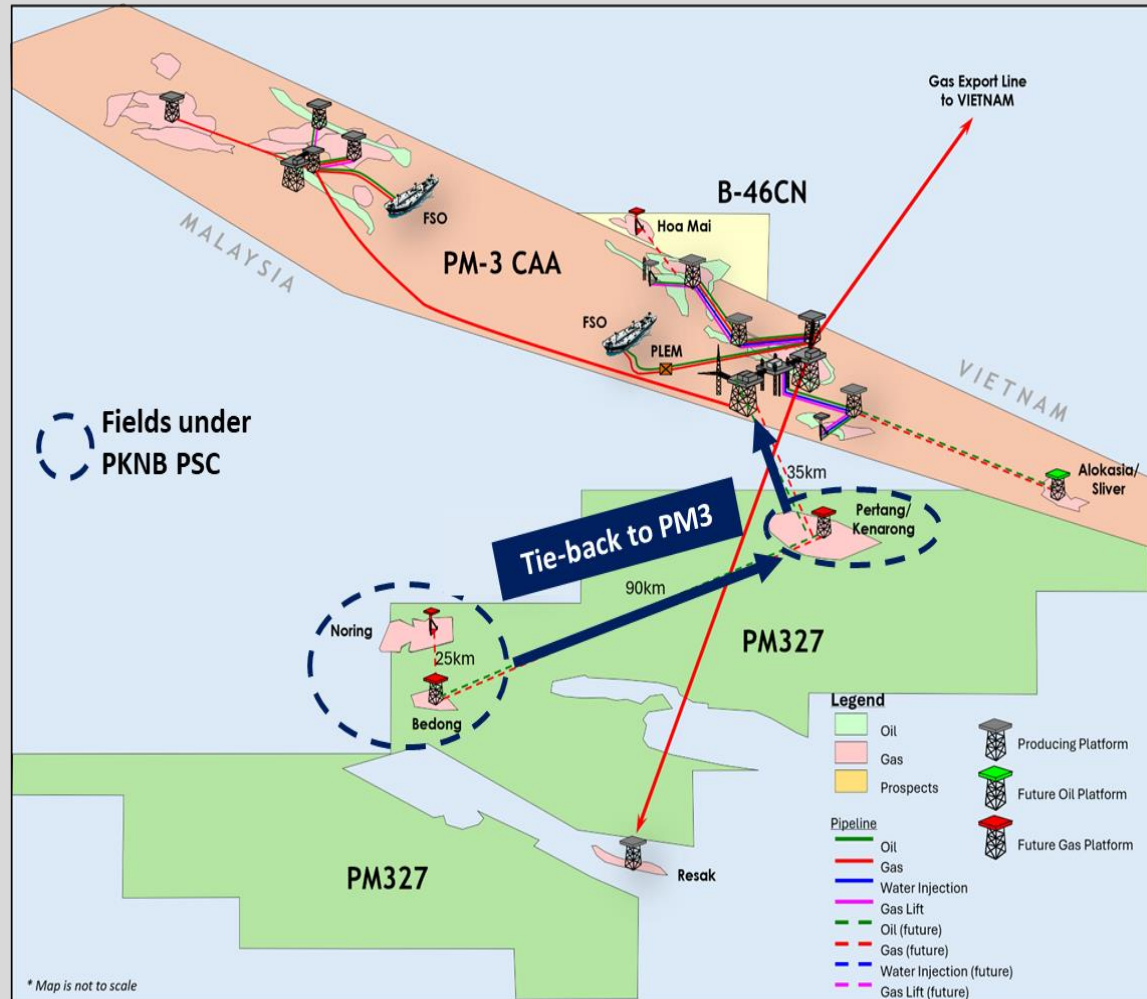 Gas Export Line
to VIETNAM
B-46CN
Hoa Mai
FSO
MALAYSIA
PM-3 CAA
FSO
PLEM
VIETNAM
Fields under
PKNB PSC
Alokasia/
Sliver
35km
Pertang/
Kenarong
Tie-back to PM3
90km
Noring
25km
PM327
Bedong
Legend
Oil
Gas
Prospects
Producing Platform
Future Oil Platform
Future Gas Platform
Pipeline
Oil
Gas
Water Injection
Gas Lift
Oil (future)
Gas (future)
Water Injection (future)
Gas Lift (future)
Resak
PM327
* Map is not to scale